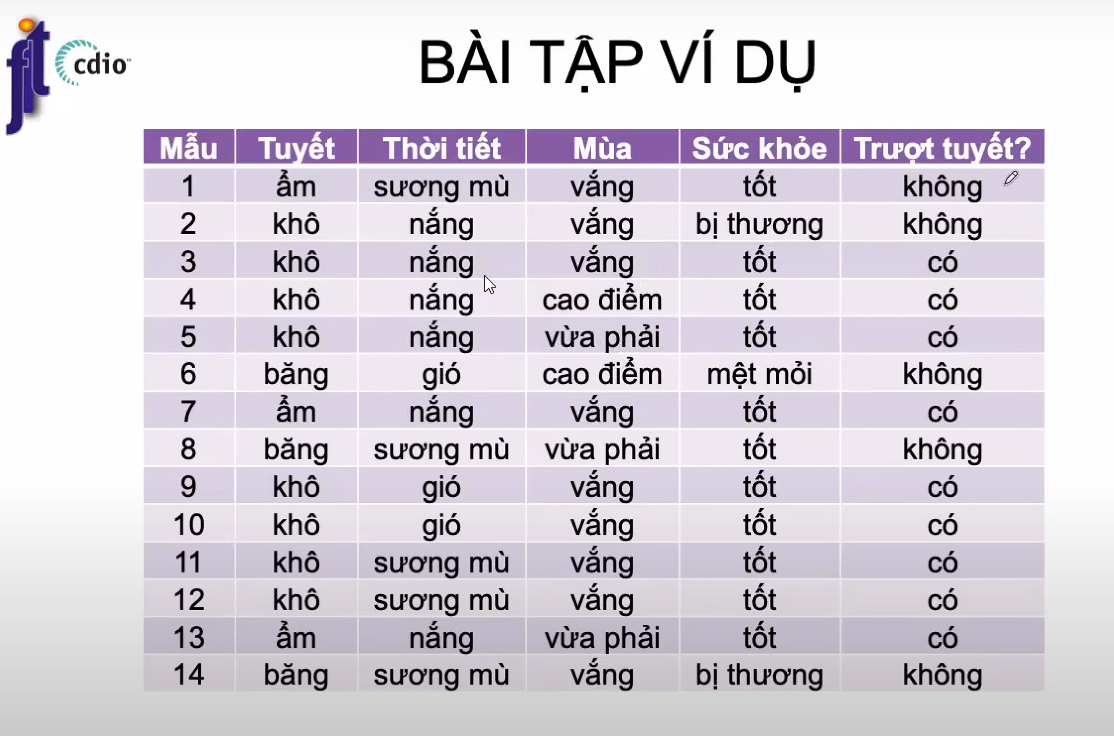 fit
cdio™
BÀI TẬP VÍ DỤ
Mẫu Tuyết Thời tiết Mùa Sức khỏe Trượt tuyết?
1 ẩm sương mù vắng tốt không
2 khô nắng vắng bị thương không
3 khô nắng vắng tốt có
4 khô nắng cao điểm tốt có
5 khô nắng vừa phải tốt có
6 băng gió cao điểm mệt mỏi không
7 ẩm nắng vắng tốt có
8 băng sương mù vừa phải tốt không
9 khô gió vắng tốt có
10 khô gió vắng tốt có
11 khô sương mù vắng tốt có
12 khô sương mù vắng tốt có
13 ẩm nắng vừa phải tốt có
14 băng sương mù vắng bị thương không